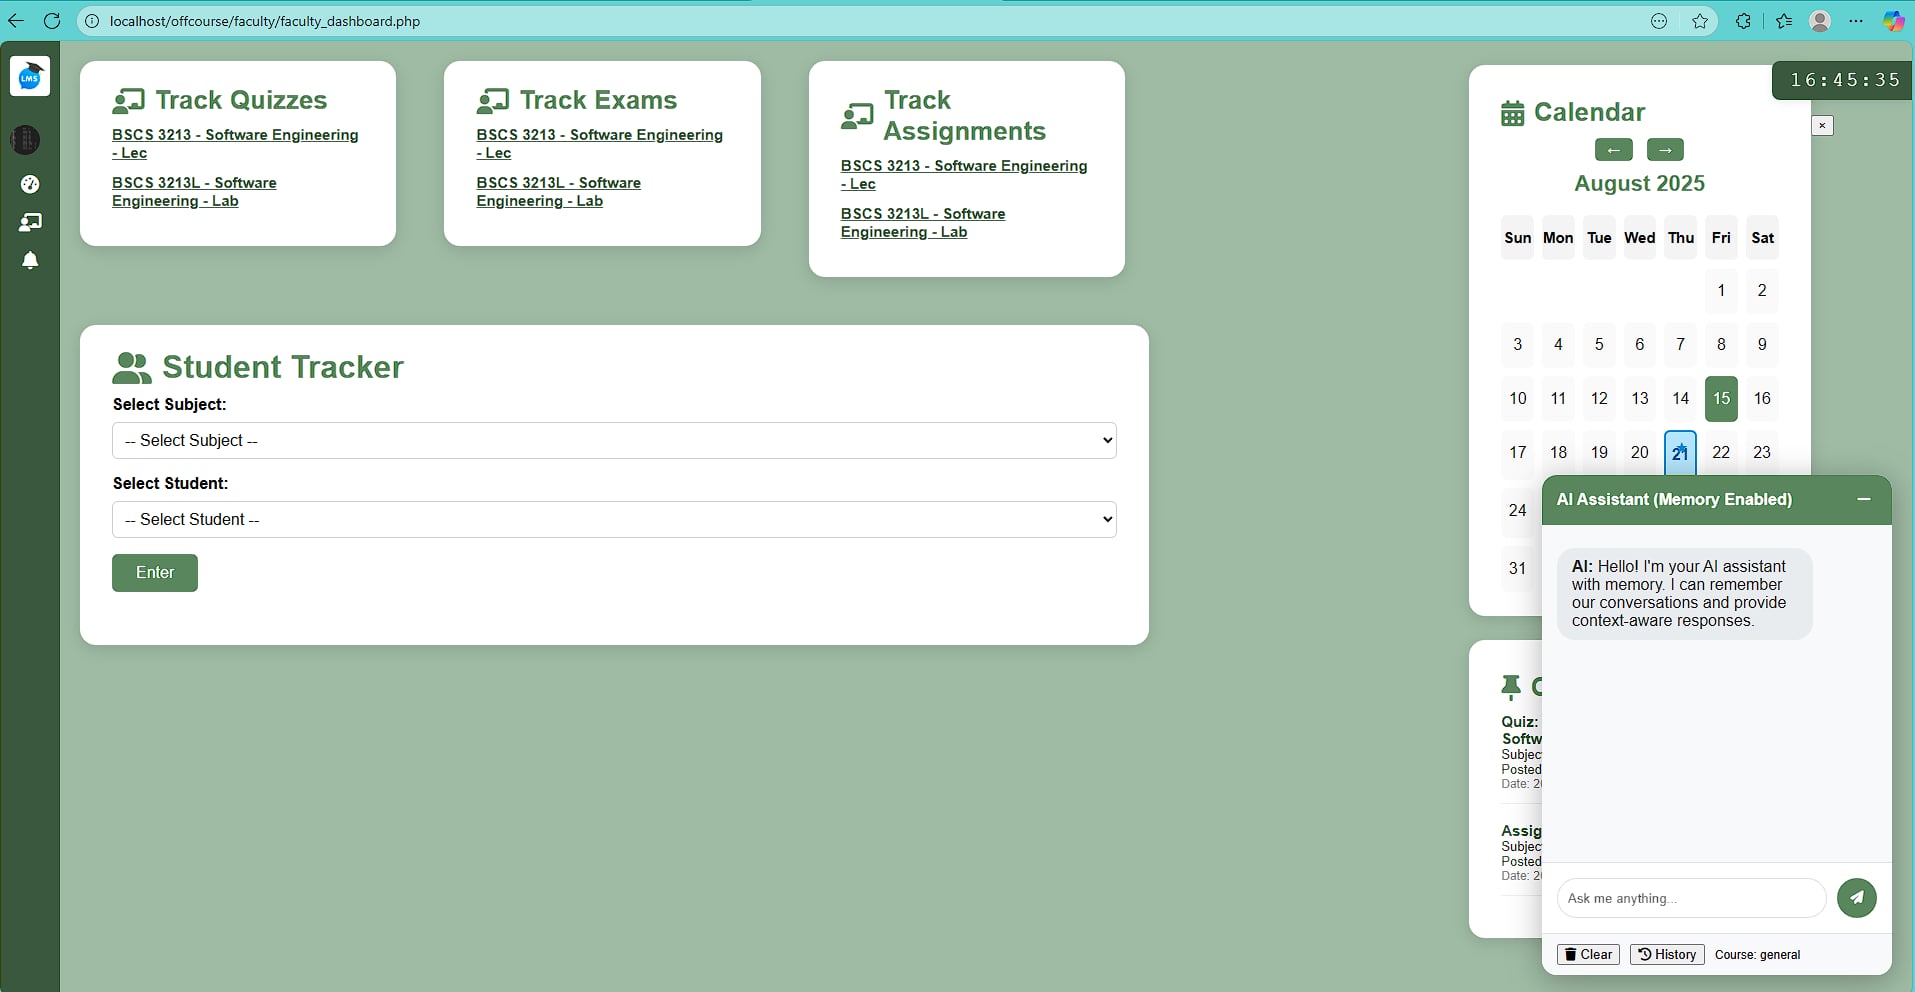 localhost/offcourse/faculty/faculty_dashboard.php
LMS
Track Quizzes
BSCS 3213 - Software Engineering
- Lec
BSCS 3213L - Software
Engineering - Lab
Track Exams
BSCS 3213 - Software Engineering
- Lec
BSCS 3213L - Software
Engineering - Lab
Track
Assignments
BSCS 3213 - Software Engineering
- Lec
BSCS 3213L - Software
Engineering - Lab
Student Tracker
Select Subject:
-- Select Subject --
Select Student:
-- Select Student --
Enter
16:45:35
×
Calendar
← →
August 2025
Sun Mon Tue Wed Thu Fri Sat
1 2
3 4 5 6 7 8 9
10 11 12 13 14 15 16
17 18 19 20 21 22 23
24
31
Quiz:
Softw
Subjec
Posted
Date: 20
Assig
Subjec
Posted
Date: 20
AI Assistant (Memory Enabled)
AI: Hello! I'm your AI assistant
with memory. I can remember
our conversations and provide
context-aware responses.
Ask me anything...
Clear
History
Course: general